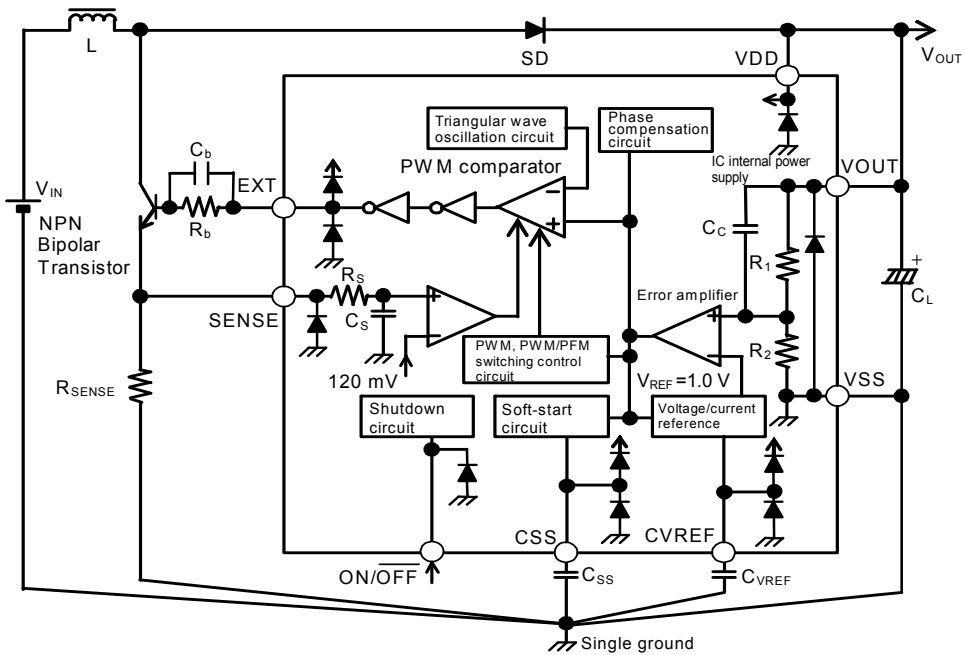 L
SD
VDD
VOUT
Triangular wave
oscillation circuit
Phase
compensation
circuit
PWM comparator
IC internal power
supply
VOUT
Cb
EXT
Rb
VIN
NPN
Bipolar
Transistor
−
+
CC
R1
+
CL
RS
SENSE
CS
+
−
120 mV
Error amplifier
+
−
R2
PWM, PWM/PFM
switching control
circuit
VREF=1.0 V
VSS
RSENSE
Shutdown
circuit
Soft-start
circuit
Voltage/current
reference
CSS
CVREF
ON/OFF
CSS
CVREF
Single ground